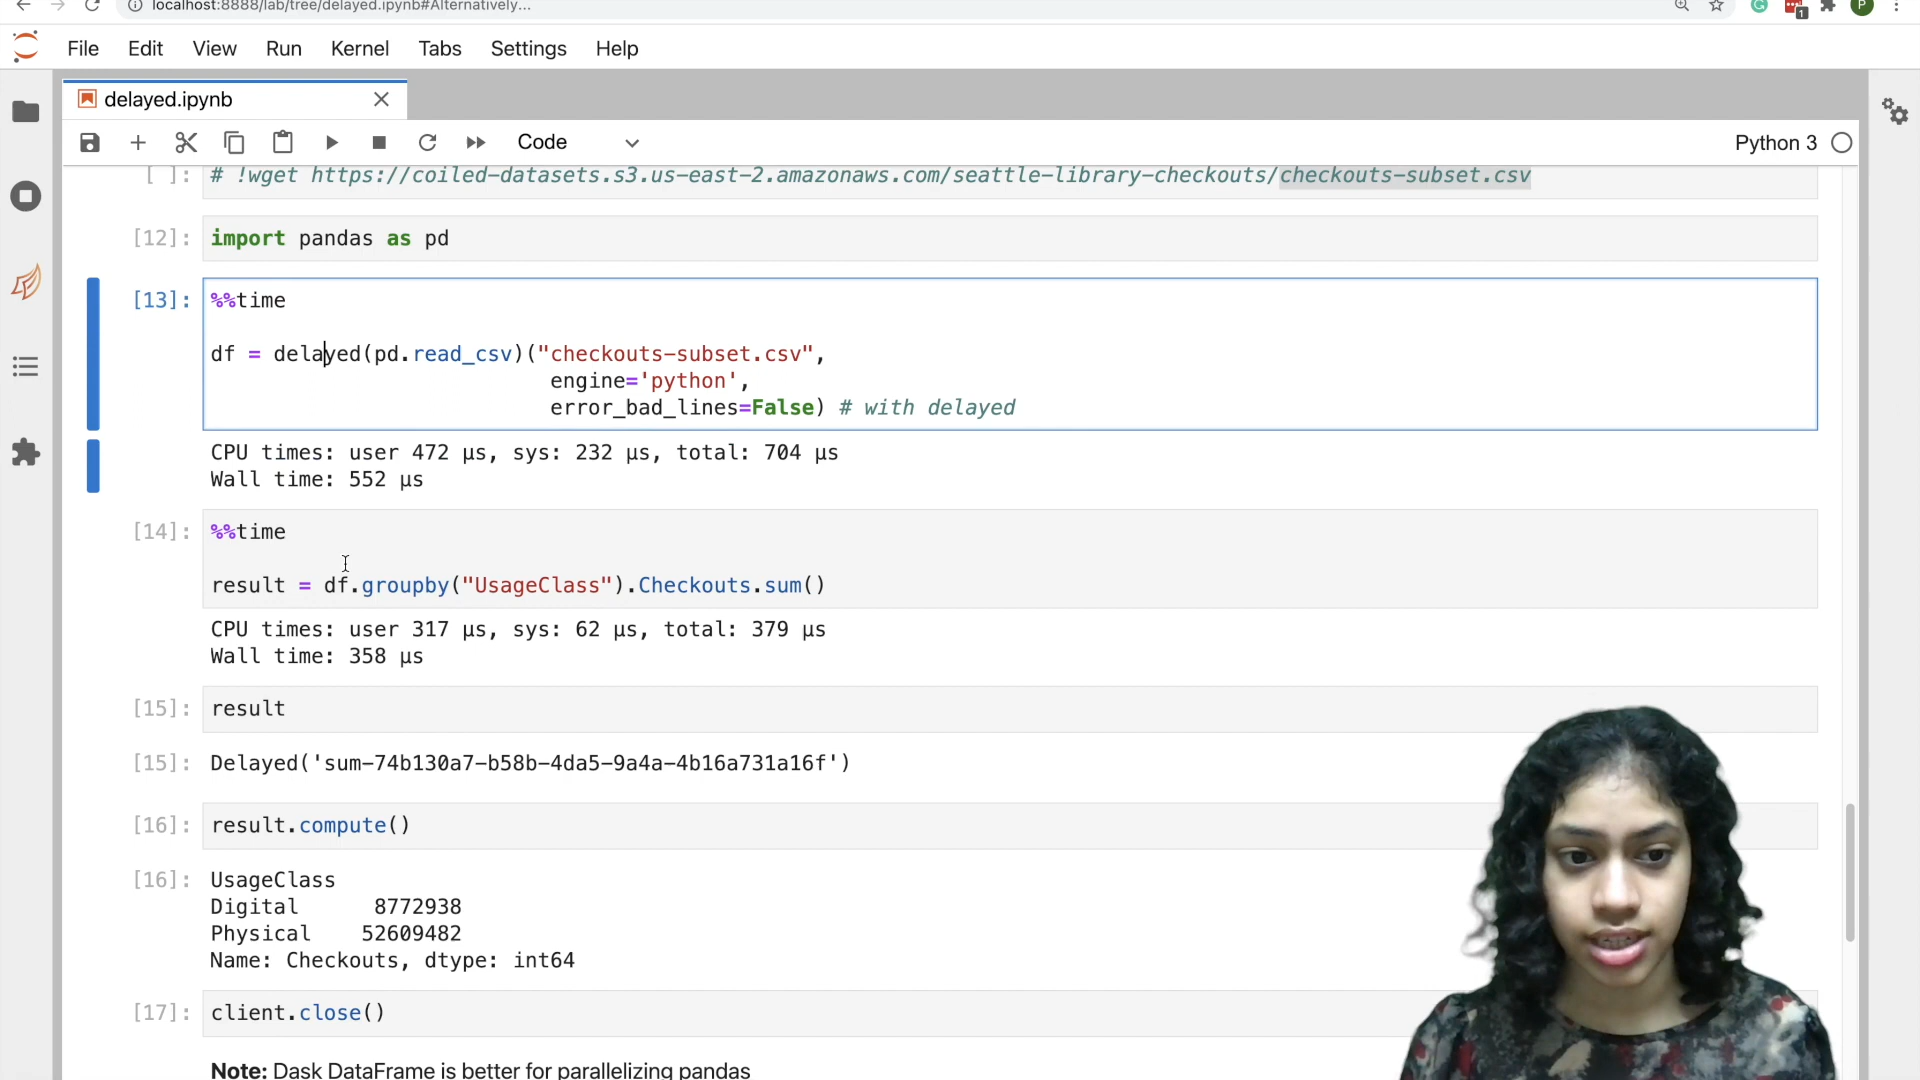 localhost:8888/lab/tree/delayed.ipynb#Alternatively...
1
P
File Edit View Run Kernel Tabs Settings Help
delayed.ipynb
Code
Python 3
[ ]: # !wget https://coiled-datasets.s3.us-east-2.amazonaws.com/seattle-library-checkouts/checkouts-subset.csv
[12]: import pandas as pd
[13]: %%time
df = delayed(pd.read_csv)("checkouts-subset.csv",
engine='python',
error_bad_lines=False) # with delayed
CPU times: user 472 µs, sys: 232 µs, total: 704 µs
Wall time: 552 µs
[14]: %%time
result = df.groupby("UsageClass").Checkouts.sum()
CPU times: user 317 µs, sys: 62 µs, total: 379 µs
Wall time: 358 µs
[15]: result
[15]: Delayed('sum-74b130a7-b58b-4da5-9a4a-4b16a731a16f')
[16]: result.compute()
[16]: UsageClass
Digital 8772938
Physical 52609482
Name: Checkouts, dtype: int64
[17]: client.close()
Note: Dask DataFrame is better for parallelizing pandas